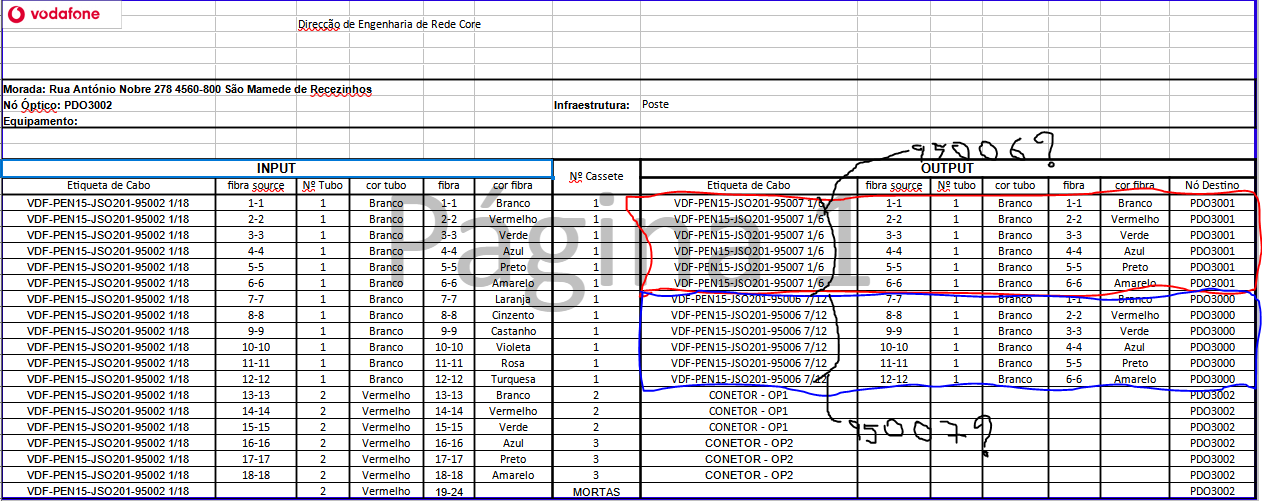 vodafone
Direcção de Engenharia de Rede Core
Morada: Rua António Nobre 278 4560-800 São Mamede de Recezinhos
Nó Óptico: PDO3002 Infraestrutura: Poste
Equipamento:
95006?
INPUT Nº Cassete OUTPUT
Etiqueta de Cabo fibra source Nº Tubo cor tubo fibra cor fibra Etiqueta de Cabo fibra source Nº tubo cor tubo fibra cor fibra Nó Destino
VDF-PEN15-JSO201-95002 1/18 1-1 1 Branco 1-1 Branco 1 VDF-PEN15-JSO201-95007 1/6 1-1 1 Branco 1-1 Branco PDO3001
VDF-PEN15-JSO201-95002 1/18 2-2 1 Branco 2-2 Vermelho 1 VDF-PEN15-JSO201-95007 1/6 2-2 1 Branco 2-2 Vermelho PDO3001
VDF-PEN15-JSO201-95002 1/18 3-3 1 Branco 3-3 Verde 1 VDF-PEN15-JSO201-95007 1/6 3-3 1 Branco 3-3 Verde PDO3001
VDF-PEN15-JSO201-95002 1/18 4-4 1 Branco 4-4 Azul 1 VDF-PEN15-JSO201-95007 1/6 4-4 1 Branco 4-4 Azul PDO3001
VDF-PEN15-JSO201-95002 1/18 5-5 1 Branco 5-5 Preto 1 VDF-PEN15-JSO201-95007 1/6 5-5 1 Branco 5-5 Preto PDO3001
VDF-PEN15-JSO201-95002 1/18 6-6 1 Branco 6-6 Amarelo 1 VDF-PEN15-JSO201-95007 1/6 6-6 1 Branco 6-6 Amarelo PDO3001
VDF-PEN15-JSO201-95002 1/18 7-7 1 Branco 7-7 Laranja 1 VDF-PEN15-JSO201-95006 7/12 7-7 1 Branco 1-1 Branco PDO3000
VDF-PEN15-JSO201-95002 1/18 8-8 1 Branco 8-8 Cinzento 1 VDF-PEN15-JSO201-95006 7/12 8-8 1 Branco 2-2 Vermelho PDO3000
VDF-PEN15-JSO201-95002 1/18 9-9 1 Branco 9-9 Castanho 1 VDF-PEN15-JSO201-95006 7/12 9-9 1 Branco 3-3 Verde PDO3000
VDF-PEN15-JSO201-95002 1/18 10-10 1 Branco 10-10 Violeta 1 VDF-PEN15-JSO201-95006 7/12 10-10 1 Branco 4-4 Azul PDO3000
VDF-PEN15-JSO201-95002 1/18 11-11 1 Branco 11-11 Rosa 1 VDF-PEN15-JSO201-95006 7/12 11-11 1 Branco 5-5 Preto PDO3000
VDF-PEN15-JSO201-95002 1/18 12-12 1 Branco 12-12 Turquesa 1 VDF-PEN15-JSO201-95006 7/12 12-12 1 Branco 6-6 Amarelo PDO3000
VDF-PEN15-JSO201-95002 1/18 13-13 2 Vermelho 13-13 Branco 2 CONETOR - OP1 PDO3002
VDF-PEN15-JSO201-95002 1/18 14-14 2 Vermelho 14-14 Vermelho 2 CONETOR - OP1 PDO3002
VDF-PEN15-JSO201-95002 1/18 15-15 2 Vermelho 15-15 Verde 2 CONETOR - OP1 PDO3002
VDF-PEN15-JSO201-95002 1/18 16-16 2 Vermelho 16-16 Azul 3 CONETOR - OP2 PDO3002
VDF-PEN15-JSO201-95002 1/18 17-17 2 Vermelho 17-17 Preto 3 CONETOR - OP2 PDO3002
VDF-PEN15-JSO201-95002 1/18 18-18 2 Vermelho 18-18 Amarelo 3 CONETOR - OP2 PDO3002
VDF-PEN15-JSO201-95002 1/18 2 Vermelho 19-24 MORTAS PDO3002
95007?
Página 1